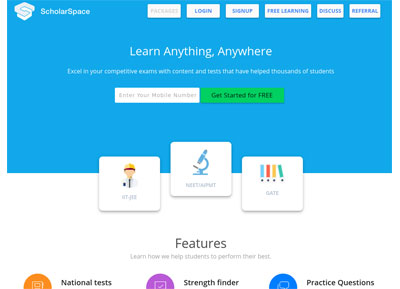 ScholarSpace
PACKAGES LOGIN SIGNUP FREE LEARNING DISCUSS REFERRAL
Learn Anything, Anywhere
Excel in your competitive exams with content and tests that have helped thousands of students
Enter Your Mobile Number Get Started for FREE
IIT-JEE NEET/AIPMT GATE
Features
Learn how we help students to perform their best.
National tests Strength finder Practice Questions